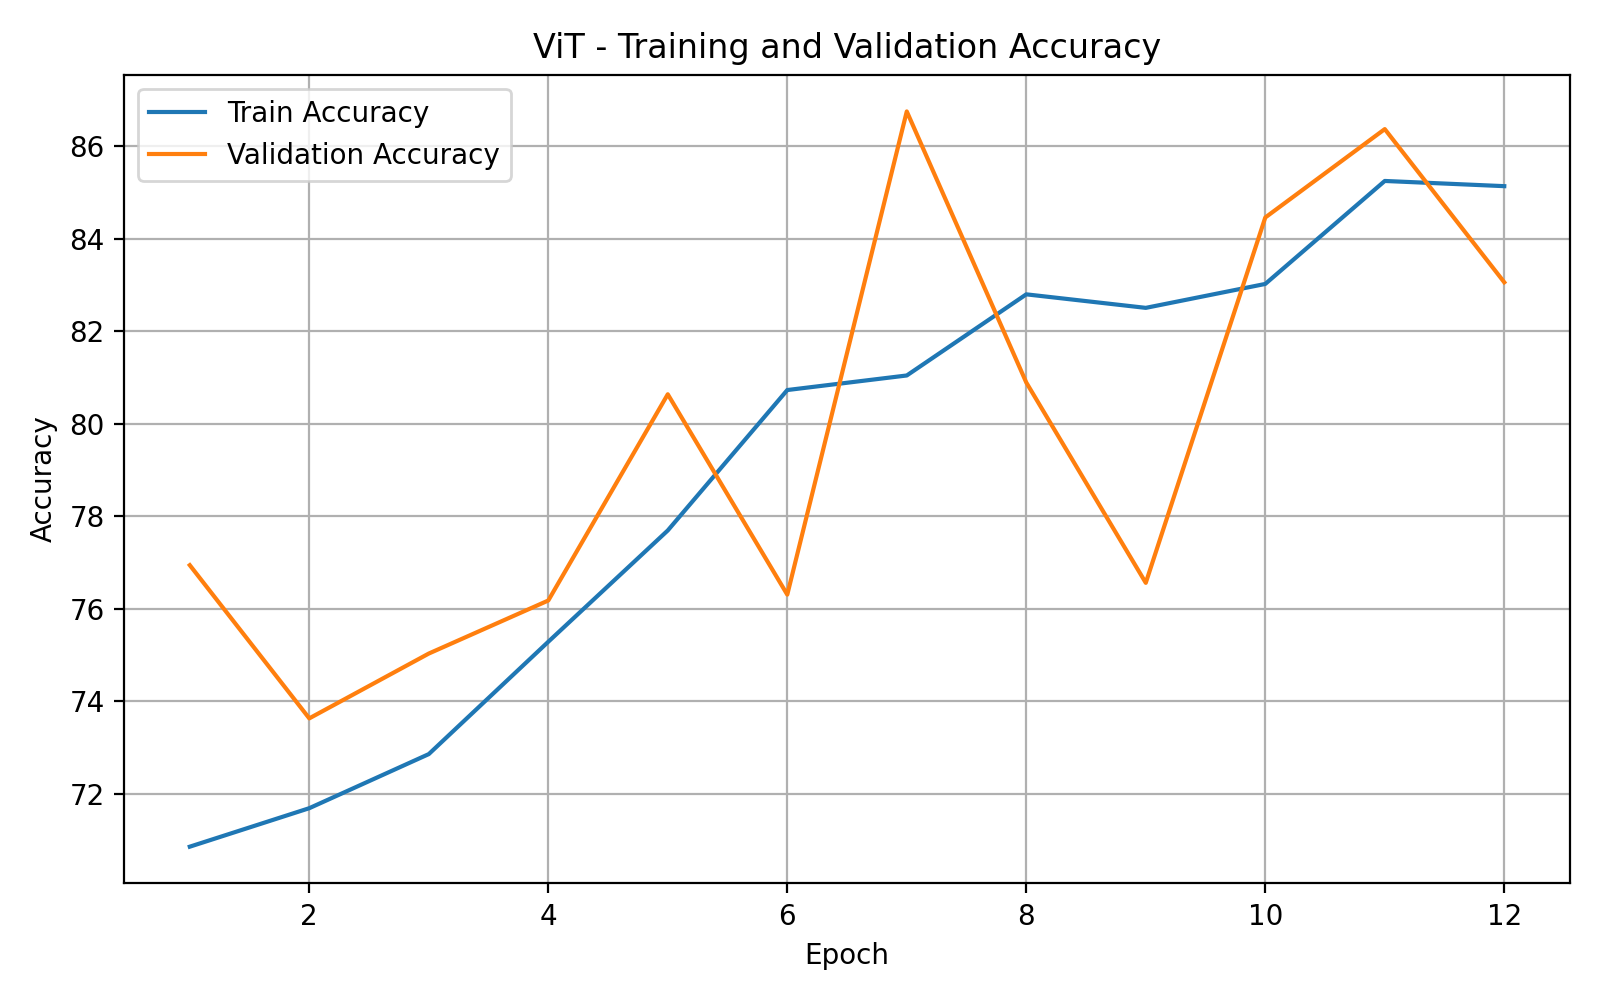 ViT - Training and Validation Accuracy
Train Accuracy
Validation Accuracy
86
84
82
80
78
76
74
72
Accuracy
2 4 6 8 10 12
Epoch